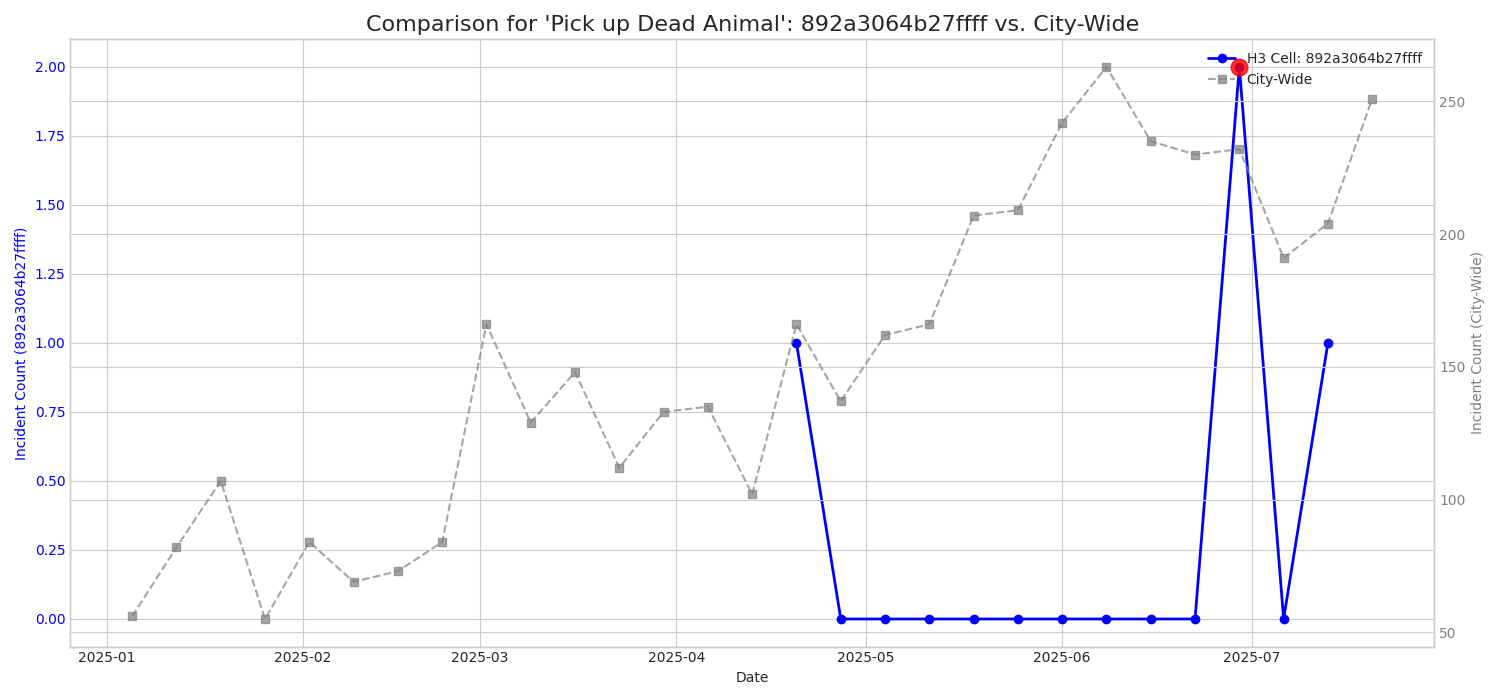 Comparison for 'Pick up Dead Animal': 892a3064b27ffff vs. City-Wide
H3 Cell: 892a3064b27ffff
City-Wide
2.00
1.75
1.50
1.25
1.00
0.75
0.50
0.25
0.00
Incident Count (892a3064b27ffff)
250
200
150
100
50
Incident Count (City-Wide)
2025-01 2025-02 2025-03 2025-04 2025-05 2025-06 2025-07
Date